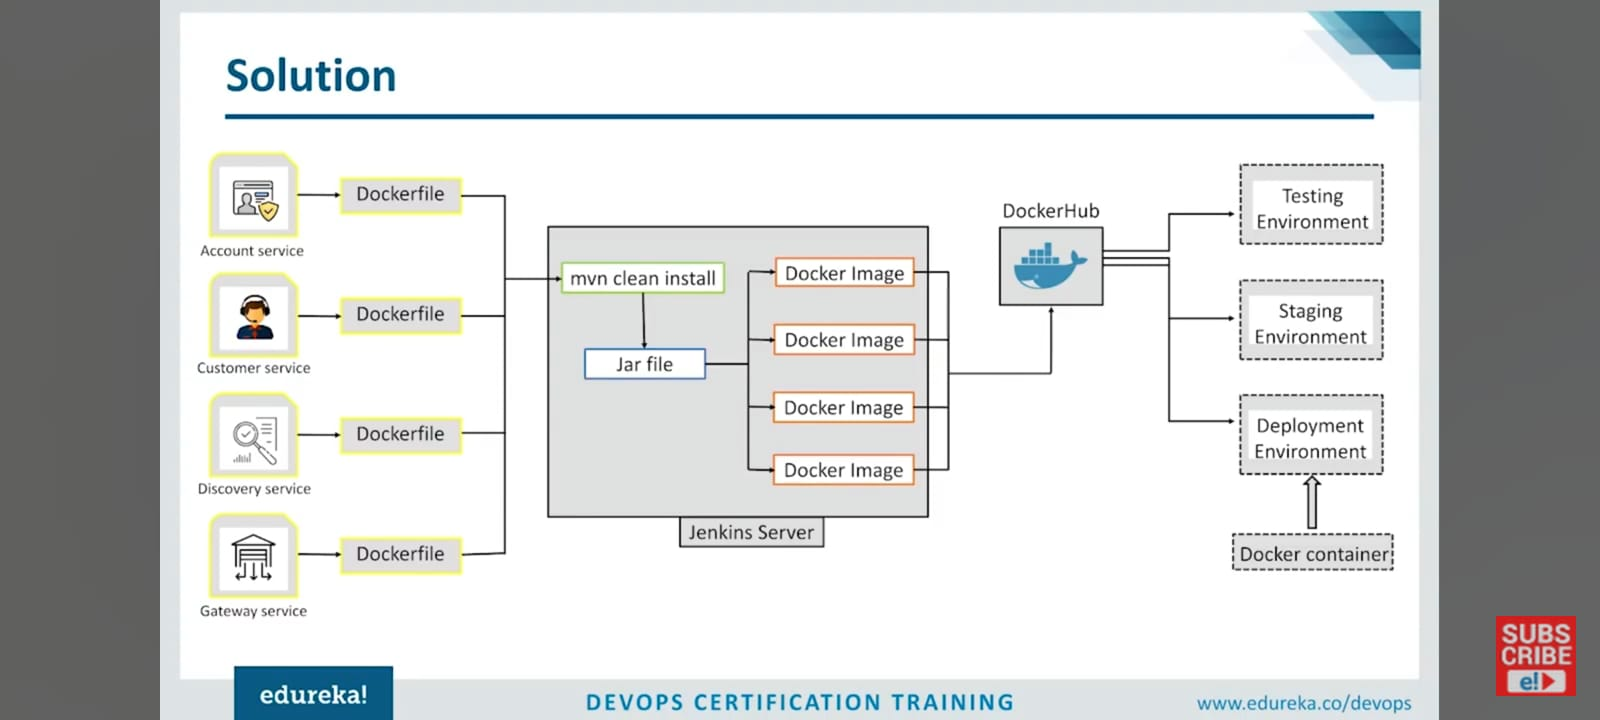 Solution
Account service
Dockerfile
Customer service
Dockerfile
Discovery service
Dockerfile
Gateway service
Dockerfile
mvn clean install
Jar file
Docker Image
Docker Image
Docker Image
Docker Image
Jenkins Server
DockerHub
Testing
Environment
Staging
Environment
Deployment
Environment
Docker container
edureka!
DEVOPS CERTIFICATION TRAINING
www.edureka.co/devops
SUBS
CRIBE
e!